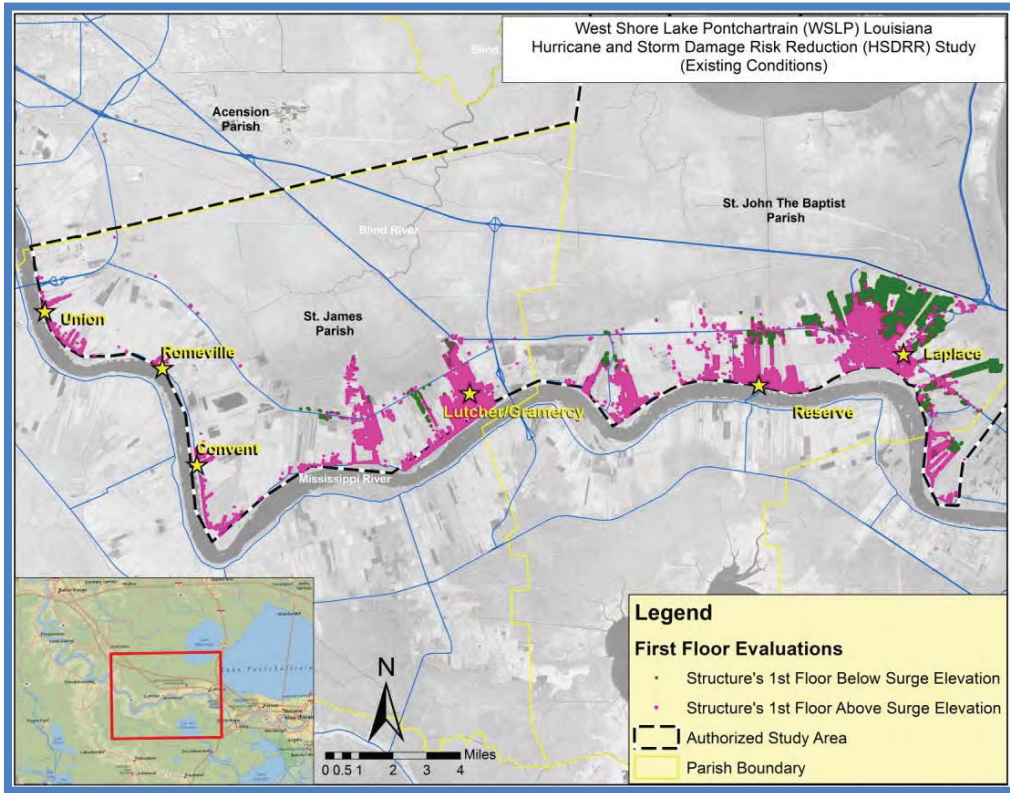 West Shore Lake Pontchartrain (WSLP) Louisiana
Hurricane and Storm Damage Risk Reduction (HSDRR) Study
(Existing Conditions)
Blind
Acension
Parish
St. John The Baptist
Parish
Blind River
Union
St. James
Parish
Romeville
Laplace
Lutcher/Gramercy
Reserve
Convent
Mississippi River
Lake Pontchartrain
N
Miles
0 0.5 1 2 3 4
Legend
First Floor Evaluations
Structure's 1st Floor Below Surge Elevation
Structure's 1st Floor Above Surge Elevation
Authorized Study Area
Parish Boundary